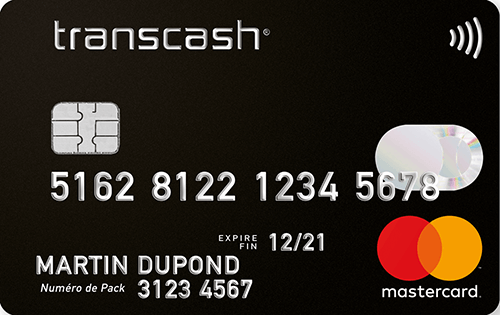 transcash®
5162 8122 1234 5678
EXPIRE FIN 12/21
MARTIN DUPOND
Numéro de Pack 3123 4567
mastercard.